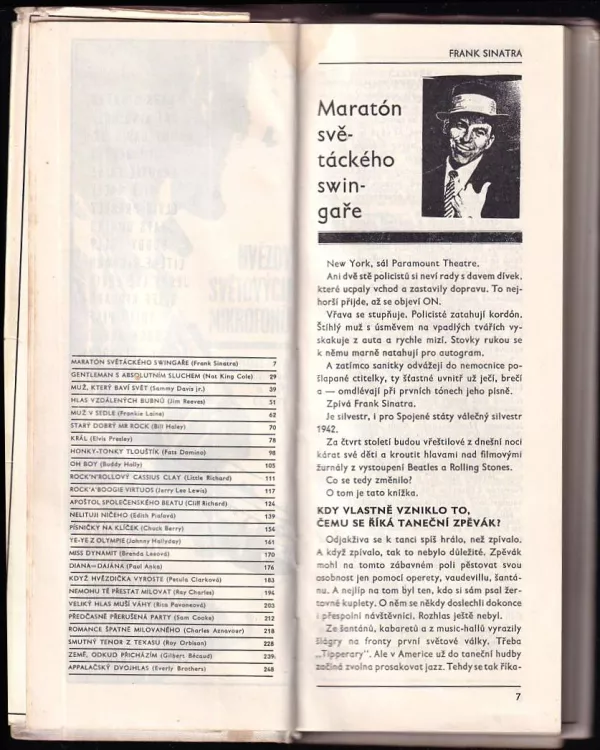 MARATÓN SVĚTÁCKÉHO SWINGAŘE (Frank Sinatra) 7
GENTLEMAN S ABSOLUTNÍM SLUCHEM (Nat King Cole) 29
MUŽ, KTERÝ BAVÍ SVĚT (Sammy Davis jr.) 39
HLAS VZDÁLENÝCH BUBNŮ (Jim Reeves) 51
MUŽ V SEDLE (Frankie Laine) 62
STARÝ DOBRÝ MR ROCK (Bill Haley) 70
KRÁL (Elvis Presley) 78
HONKY-TONKY TLOUŠTÍK (Fats Domino) 98
OH BOY (Buddy Holly) 105
ROCK'N'ROLLOVÝ CASSIUS CLAY (Little Richard) 111
ROCK'A'BOOGIE VIRTUOS (Jerry Lee Lewis) 117
APOŠTOL SPOLEČENSKÉHO BEATU (Cliff Richard) 124
NELITUJI NIČEHO (Edith Piafová) 139
PÍSNIČKY NA KLÍČEK (Chuck Berry) 154
YE-YE Z OLYMPIE (Johnny Hallyday) 161
MISS DYNAMIT (Brenda Leeová) 170
DIANA=DAJÁNA (Paul Anka) 176
KDYŽ HVĚZDIČKA VYROSTE (Petula Clarková) 183
NEMOHU TĚ PŘESTAT MILOVAT (Ray Charles) 194
VELIKÝ HLAS MUŠÍ VÁHY (Rita Pavoneová) 203
PŘEDČASNĚ PŘERUŠENÁ PARTY (Sam Cooke) 212
ROMANCE ŠPATNĚ MILOVANÉHO (Charles Aznavour) 218
SMUTNÝ TENOR Z TEXASU (Roy Orbison) 228
ZEMĚ, ODKUD PŘICHÁZÍM (Gilbert Bécaud) 239
APPALAČSKÝ DVOJHLAS (Everly Brothers) 248
FRANK SINATRA
Maratón
svě-
táckého
swin-
gaře
New York, sál Paramount Theatre.
Ani dvě stě policistů si neví rady s davem dívek,
které ucpaly vchod a zastavily dopravu. To nej-
horší přijde, až se objeví ON.
Vřava se stupňuje. Policisté zatahují kordón.
Štíhlý muž s úsměvem na vpadlých tvářích vy-
skakuje z auta a rychle mizí. Stovky rukou se
k němu marně natahují pro autogram.
A zatímco sanitky odvážejí do nemocnice po-
šlapané ctitelky, ty šťastné uvnitř už ječí, brečí
a — omdlévají při prvních tónech jeho písně.
Zpívá Frank Sinatra.
Je silvestr, i pro Spojené státy válečný silvestr
1942.
Za čtvrt století budou vřeštilové z dnešní noci
kárat své děti a kroutit hlavami nad filmovými
žurnály z vystoupení Beatles a Rolling Stones.
Co se tedy změnilo?
O tom je tato knížka.
KDY VLASTNĚ VZNIKLO TO,
ČEMU SE ŘÍKÁ TANEČNÍ ZPĚVÁK?
Odjakživa se k tanci spíš hrálo, než zpívalo.
A když zpívalo, tak to nebylo důležité. Zpěvák
mohl na tomto zábavném poli pěstovat svou
osobnost jen pomocí operety, vaudevillu, šantá-
nu. A nejlíp na tom byl ten, kdo si sám psal žer-
tovné kuplety. O něm se někdy doslechli dokonce
i přespolní návštěvníci. Rozhlas ještě nebyl.
Ze šantánů, kabaretů a z music-hallů vyrazily
šlágry na fronty první světové války. Třeba
„Tipperary". Ale v Americe už do taneční hudby
začíná zvolna prosakovat jazz. Tehdy se tak říka-
7